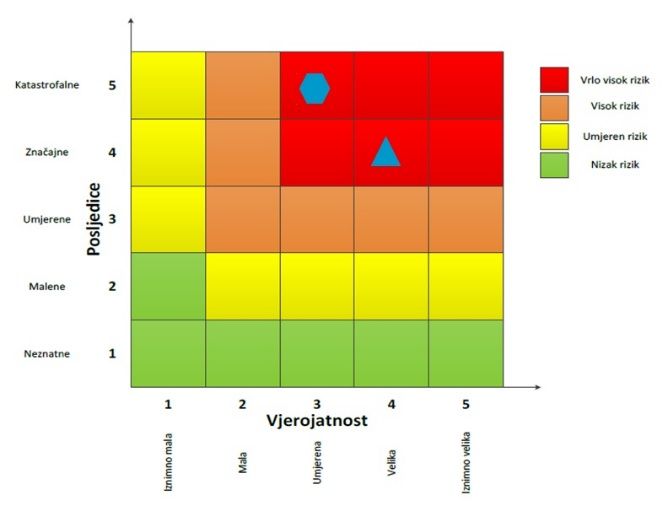 Katastrofalne 5
Značajne 4
Umjerene 3
Malene 2
Neznatne 1
Posljedice
1 2 3 4 5
Vjerojatnost
Iznimno mala
Mala
Umjerena
Velika
Iznimno velika
Vrlo visok rizik
Visok rizik
Umjeren rizik
Nizak rizik